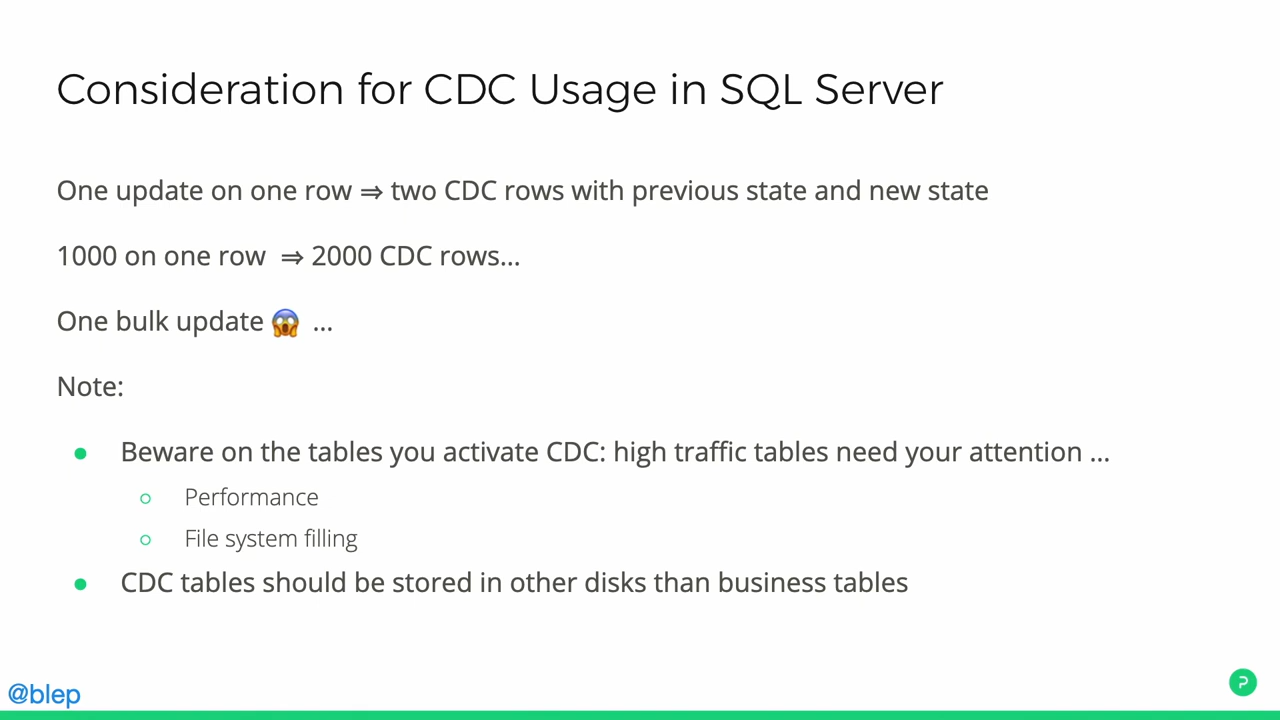 Consideration for CDC Usage in SQL Server
One update on one row ⇒ two CDC rows with previous state and new state
1000 on one row ⇒ 2000 CDC rows...
One bulk update 😱 ...
Note:
● Beware on the tables you activate CDC: high traffic tables need your attention ...
○ Performance
○ File system filling
● CDC tables should be stored in other disks than business tables
@blep